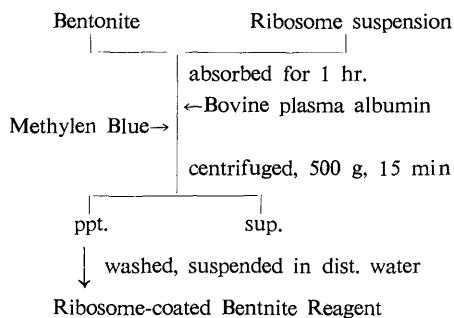 Bentonite Ribosome suspension
absorbed for 1 hr.
←Bovine plasma albumin
Methylen Blue→
centrifuged, 500 g, 15 min
ppt. sup.
washed, suspended in dist. water
Ribosome-coated Bentnite Reagent